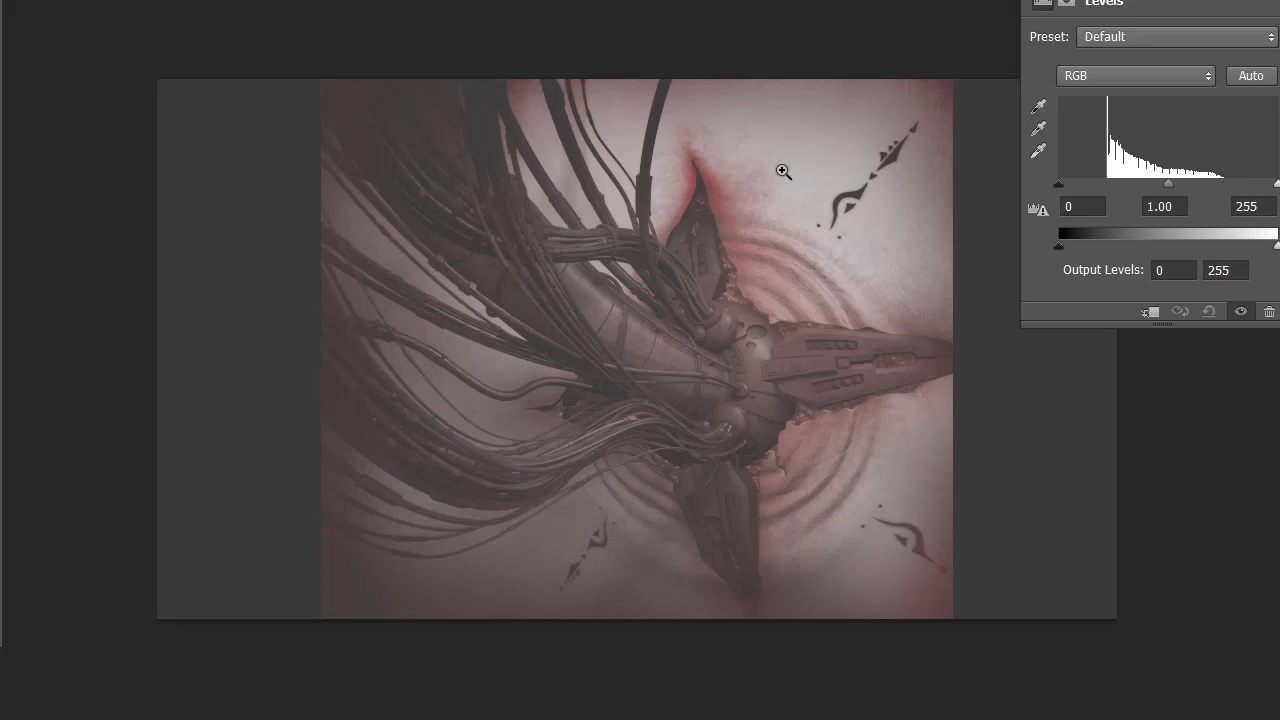 Levels
Preset: Default
RGB Auto
0 1.00 255
Output Levels: 0 255